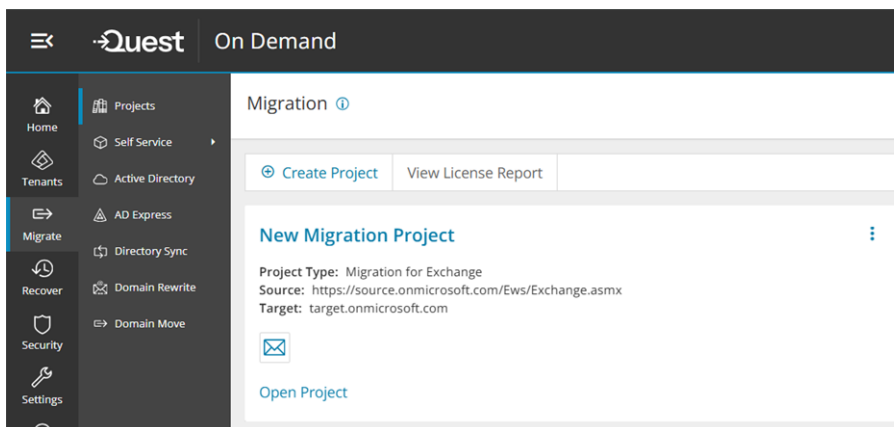 Quest
On Demand
Home
Tenants
Migrate
Recover
Security
Settings
Projects
Self Service
Active Directory
AD Express
Directory Sync
Domain Rewrite
Domain Move
Migration
Create Project
View License Report
New Migration Project
Project Type: Migration for Exchange
Source: https://source.onmicrosoft.com/Ews/Exchange.asmx
Target: target.onmicrosoft.com
Open Project